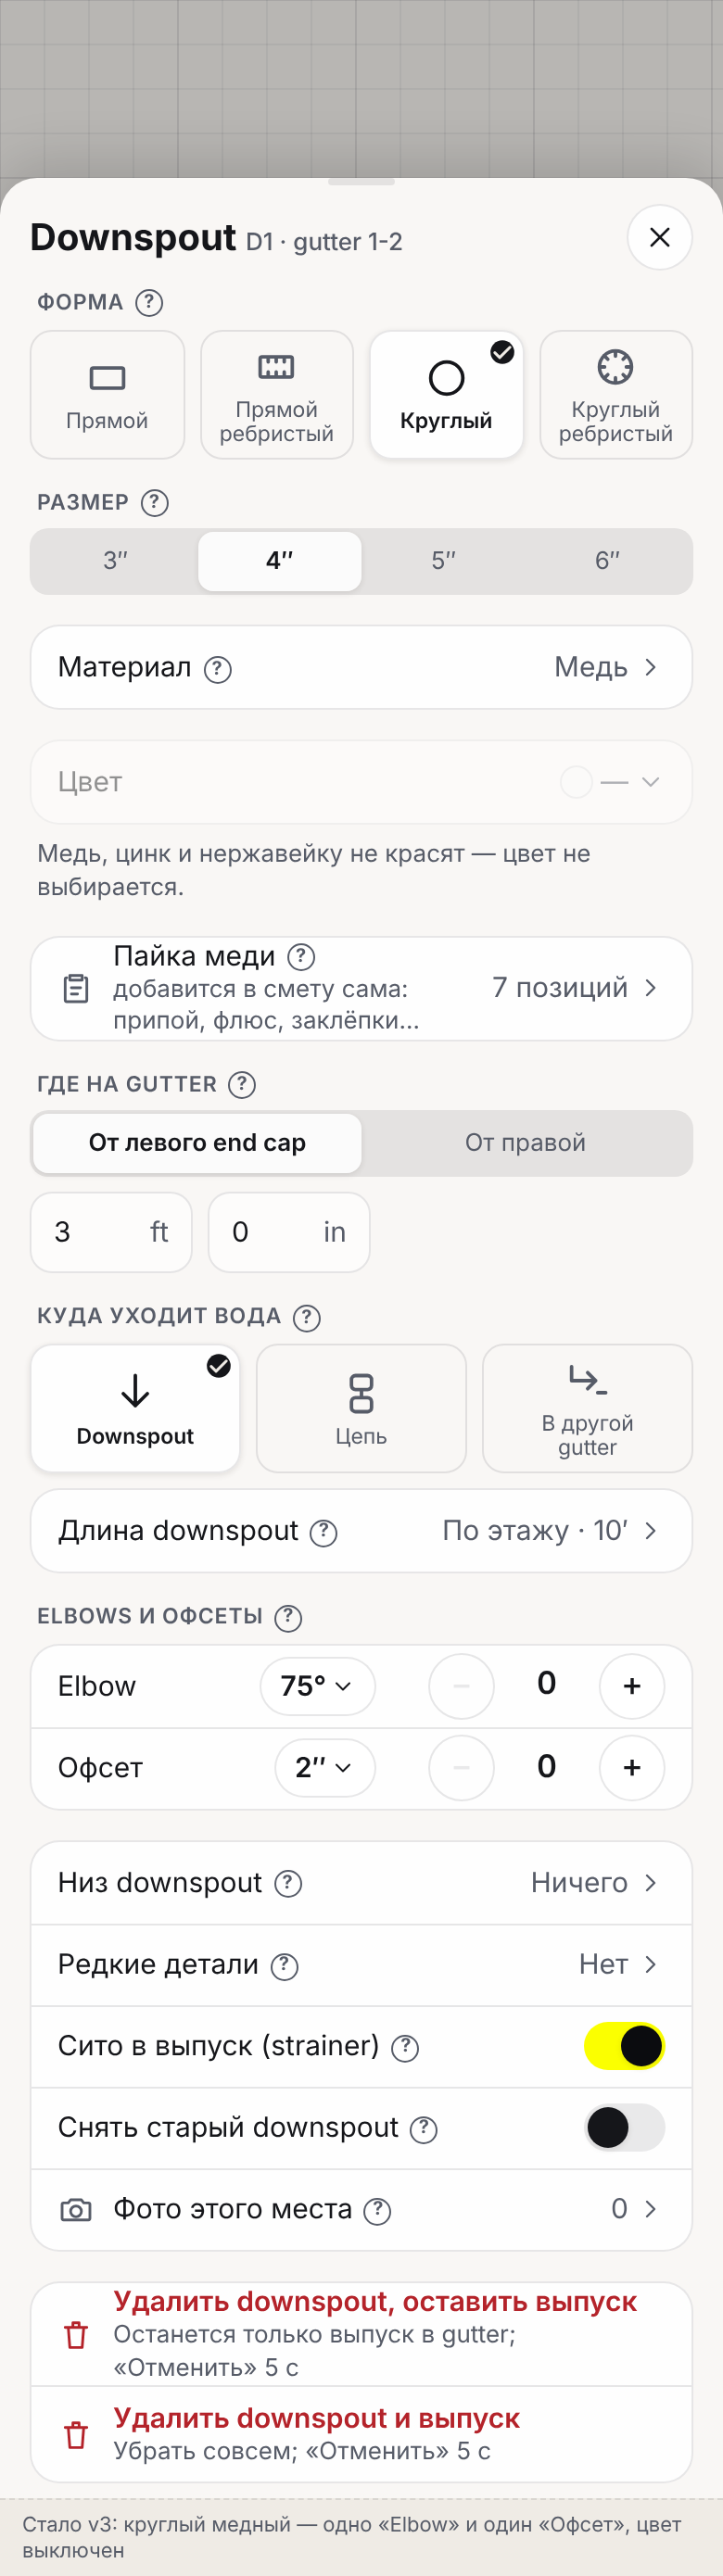 Downspout D1 · gutter 1-2
ФОРМА ?
Прямой
Прямой
ребристый
Круглый
Круглый
ребристый
РАЗМЕР ?
3″ 4″ 5″ 6″
Материал ? Медь
Цвет —
Медь, цинк и нержавейку не красят — цвет не
выбирается.
Пайка меди ?
добавится в смету сама:
припой, флюс, заклёпки…
7 позиций
ГДЕ НА GUTTER ?
От левого end cap От правой
3 ft 0 in
КУДА УХОДИТ ВОДА ?
Downspout
Цепь
В другой
gutter
Длина downspout ? По этажу · 10′
ELBOWS И ОФСЕТЫ ?
Elbow 75° − 0 +
Офсет 2″ − 0 +
Низ downspout ? Ничего
Редкие детали ? Нет
Сито в выпуск (strainer) ?
Снять старый downspout ?
Фото этого места ? 0
Удалить downspout, оставить выпуск
Останется только выпуск в gutter;
«Отменить» 5 с
Удалить downspout и выпуск
Убрать совсем; «Отменить» 5 с
Стало v3: круглый медный — одно «Elbow» и один «Офсет», цвет
выключен